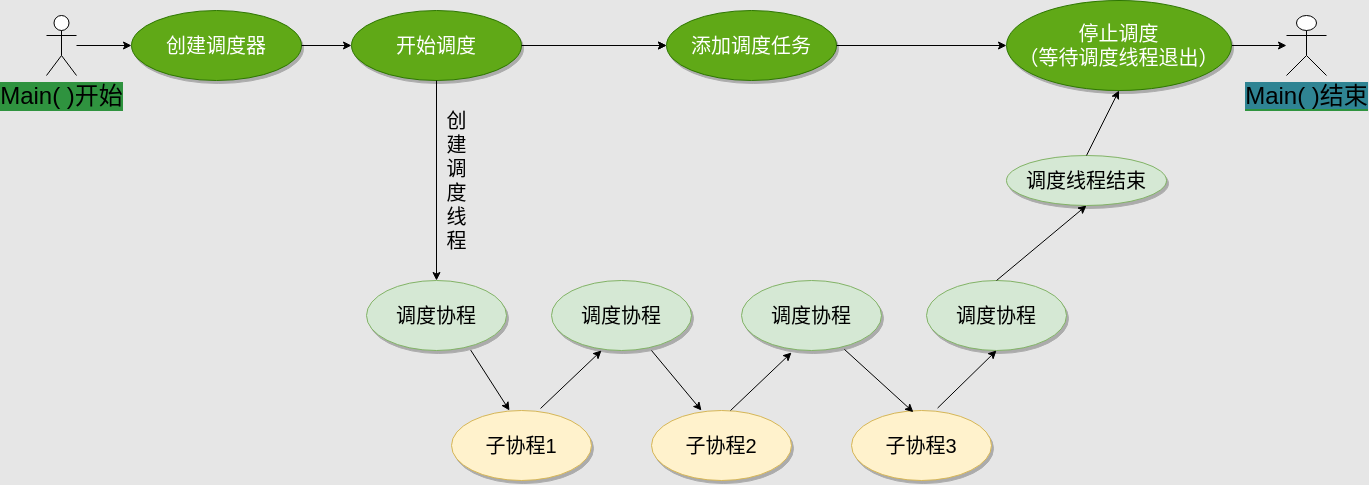 Main( )开始
创建调度器
开始调度
添加调度任务
停止调度
（等待调度线程退出）
Main( )结束
创建调度线程
调度线程结束
调度协程
调度协程
调度协程
调度协程
子协程1
子协程2
子协程3